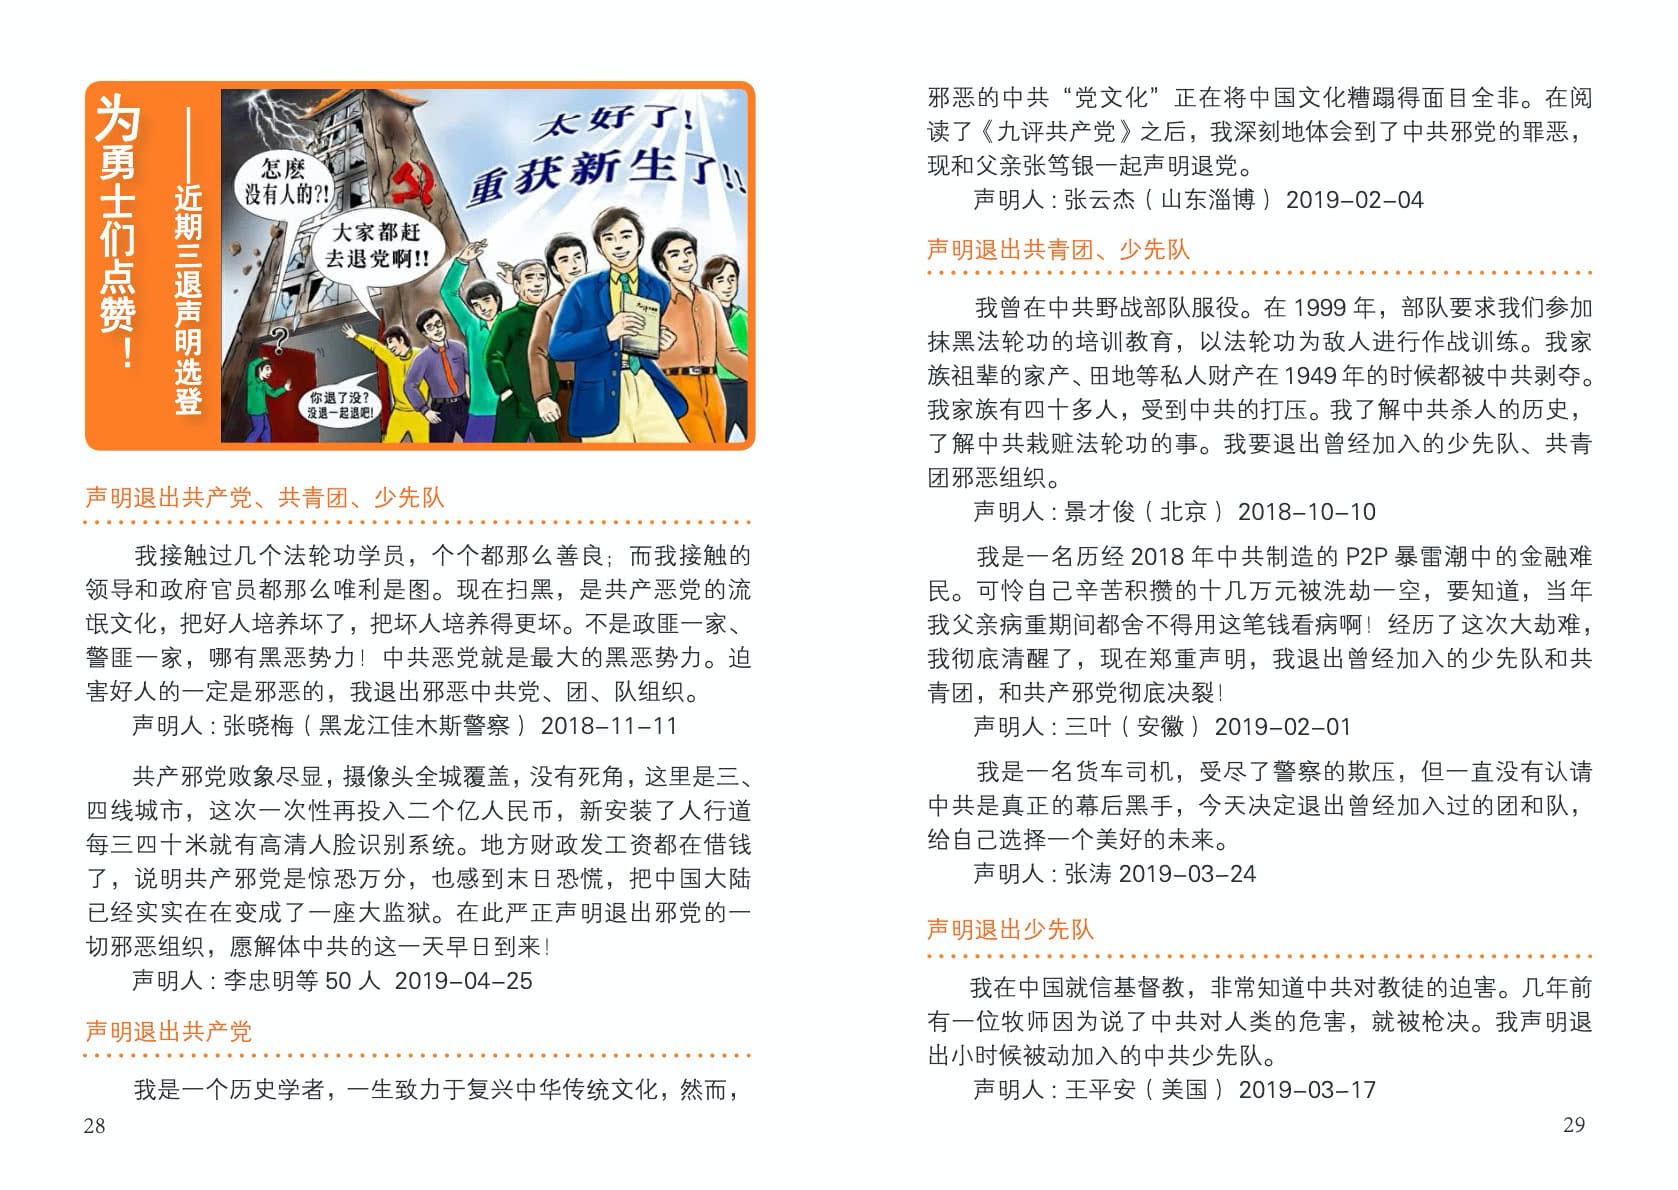 为勇士们点赞！
——近期三退声明选登
太好了！
重获新生了！！
怎麽
没有人的?!
大家都赶
去退党啊!!
?
你退了没?
没退一起退吧!
声明退出共产党、共青团、少先队
我接触过几个法轮功学员，个个都那么善良；而我接触的
领导和政府官员都那么唯利是图。现在扫黑，是共产恶党的流
氓文化，把好人培养坏了，把坏人培养得更坏。不是政匪一家、
警匪一家，哪有黑恶势力！中共恶党就是最大的黑恶势力。迫
害好人的一定是邪恶的，我退出邪恶中共党、团、队组织。
声明人：张晓梅（黑龙江佳木斯警察）2018-11-11
共产邪党败象尽显，摄像头全城覆盖，没有死角，这里是三、
四线城市，这次一次性再投入二个亿人民币，新安装了人行道
每三四十米就有高清人脸识别系统。地方财政发工资都在借钱
了，说明共产邪党是惊恐万分，也感到末日恐慌，把中国大陆
已经实实在在变成了一座大监狱。在此严正声明退出邪党的一
切邪恶组织，愿解体中共的这一天早日到来！
声明人：李忠明等 50 人 2019-04-25
声明退出共产党
我是一个历史学者，一生致力于复兴中华传统文化，然而，
28
邪恶的中共“党文化”正在将中国文化糟蹋得面目全非。在阅
读了《九评共产党》之后，我深刻地体会到了中共邪党的罪恶，
现和父亲张笃银一起声明退党。
声明人：张云杰（山东淄博）2019-02-04
声明退出共青团、少先队
我曾在中共野战部队服役。在 1999 年，部队要求我们参加
抹黑法轮功的培训教育，以法轮功为敌人进行作战训练。我家
族祖辈的家产、田地等私人财产在 1949 年的时候都被中共剥夺。
我家族有四十多人，受到中共的打压。我了解中共杀人的历史，
了解中共栽赃法轮功的事。我要退出曾经加入的少先队、共青
团邪恶组织。
声明人：景才俊（北京）2018-10-10
我是一名历经 2018 年中共制造的 P2P 暴雷潮中的金融难
民。可怜自己辛苦积攒的十几万元被洗劫一空，要知道，当年
我父亲病重期间都舍不得用这笔钱看病啊！经历了这次大劫难，
我彻底清醒了，现在郑重声明，我退出曾经加入的少先队和共
青团，和共产邪党彻底决裂！
声明人：三叶（安徽）2019-02-01
我是一名货车司机，受尽了警察的欺压，但一直没有认请
中共是真正的幕后黑手，今天决定退出曾经加入过的团和队，
给自己选择一个美好的未来。
声明人：张涛 2019-03-24
声明退出少先队
我在中国就信基督教，非常知道中共对教徒的迫害。几年前
有一位牧师因为说了中共对人类的危害，就被枪决。我声明退
出小时候被动加入的中共少先队。
声明人：王平安（美国）2019-03-17
29